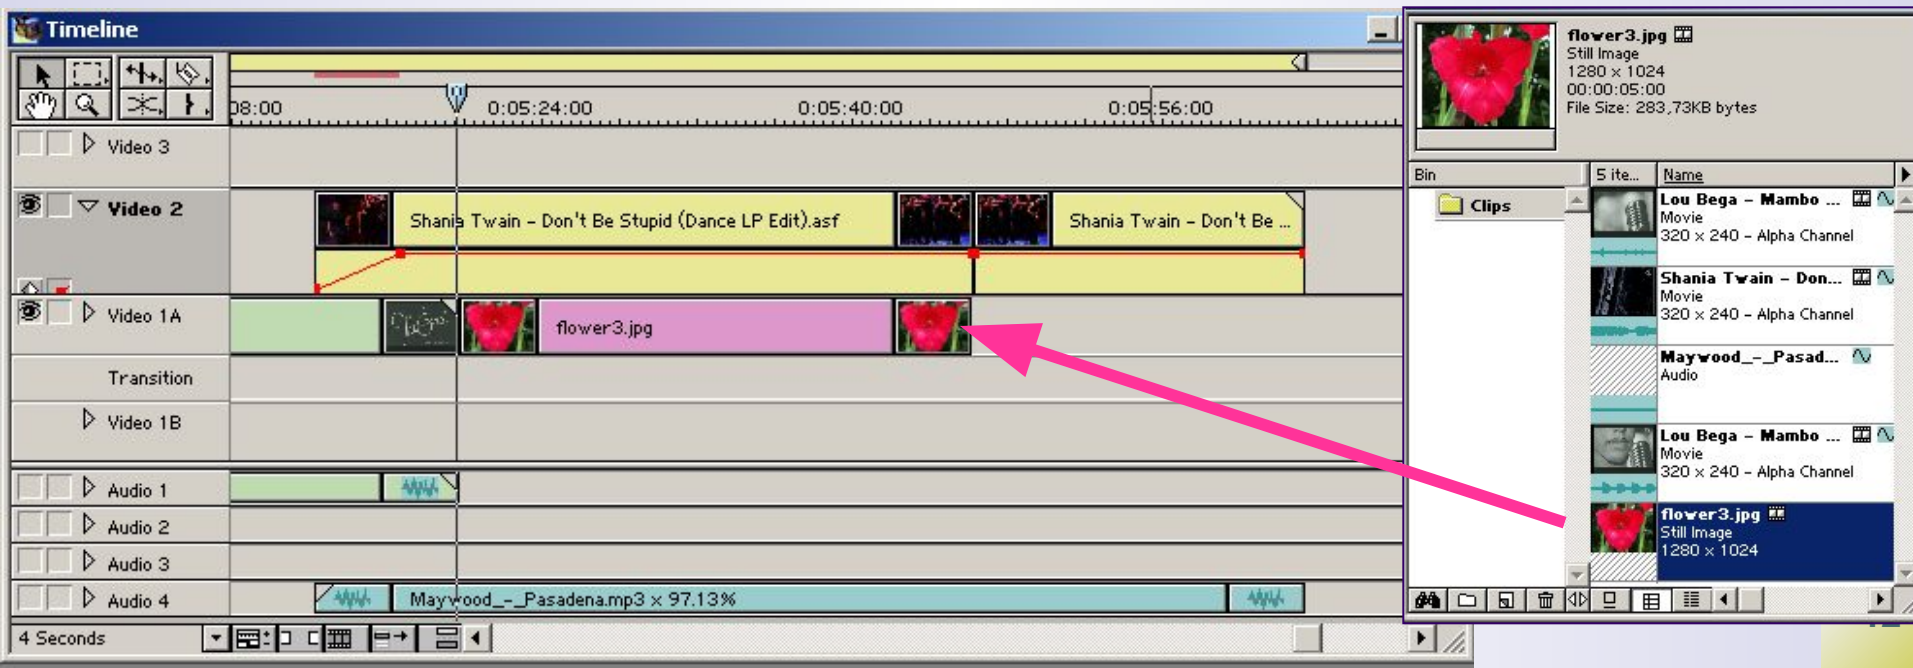 Timeline
08:00 0:05:24:00 0:05:40:00 0:05:56:00
Video 3
Video 2
Shania Twain - Don't Be Stupid (Dance LP Edit).asf
Shania Twain - Don't Be ...
Video 1A
flower3.jpg
Transition
Video 1B
Audio 1
Audio 2
Audio 3
Audio 4
Maywood_-_Pasadena.mp3 x 97.13%
4 Seconds
flower3.jpg
Still Image
1280 x 1024
00:00:05:00
File Size: 283,73KB bytes
Bin 5 ite... Name
Clips
Lou Bega - Mambo ...
Movie
320 x 240 - Alpha Channel
Shania Twain - Don...
Movie
320 x 240 - Alpha Channel
Maywood_-_Pasad...
Audio
Lou Bega - Mambo ...
Movie
320 x 240 - Alpha Channel
flower3.jpg
Still Image
1280 x 1024